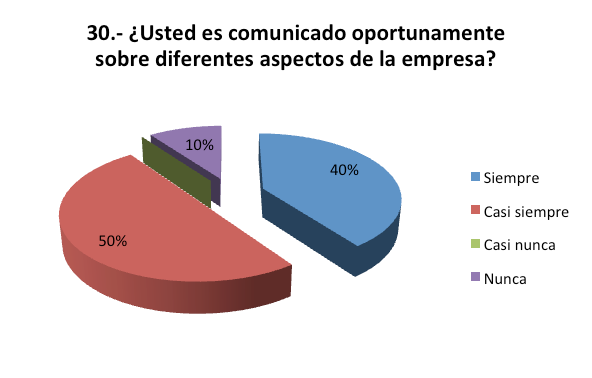 30.- ¿Usted es comunicado oportunamente
sobre diferentes aspectos de la empresa?
10%
40%
50%
Siempre
Casi siempre
Casi nunca
Nunca